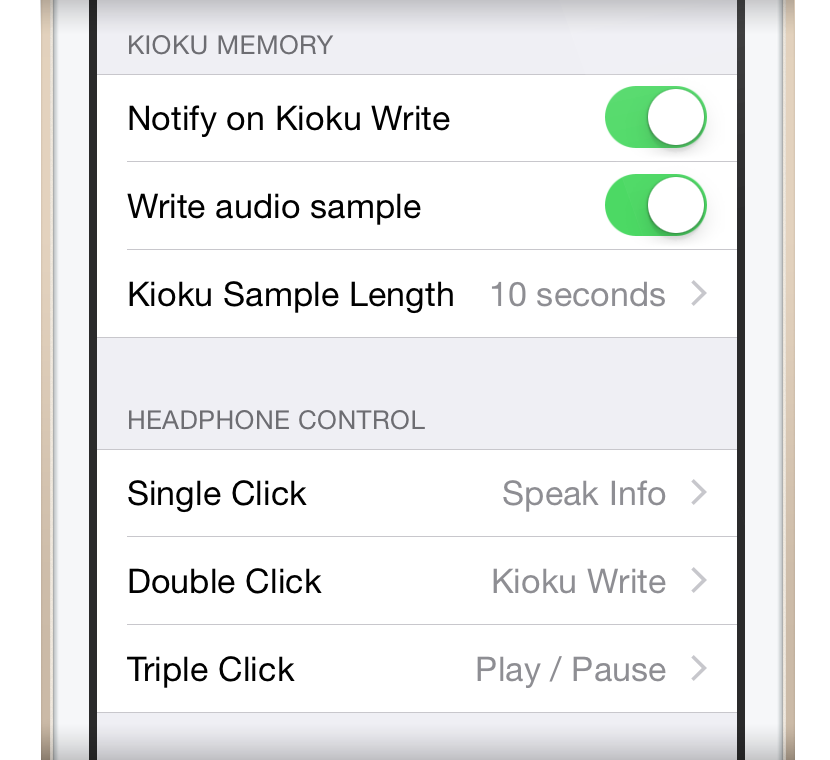 KIOKU MEMORY
Notify on Kioku Write
Write audio sample
Kioku Sample Length 10 seconds
HEADPHONE CONTROL
Single Click Speak Info
Double Click Kioku Write
Triple Click Play / Pause